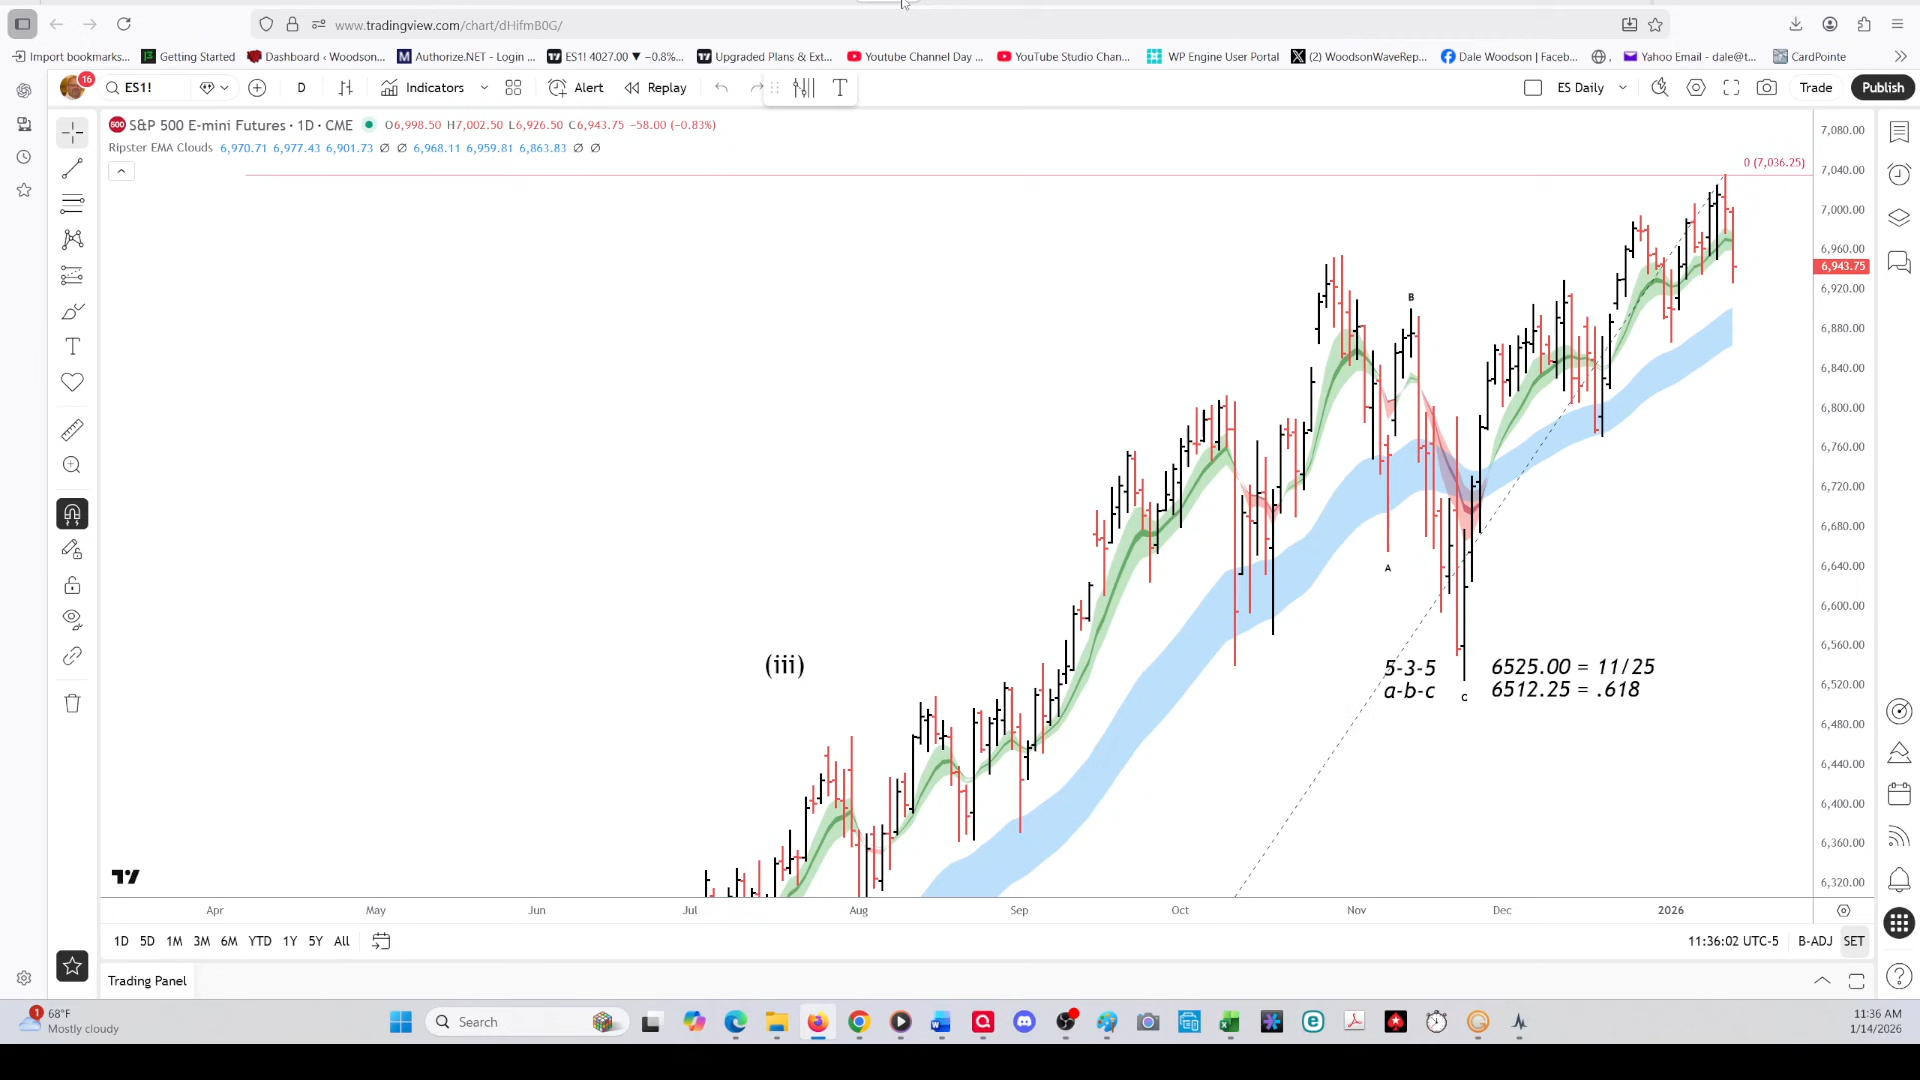 www.tradingview.com/chart/dHifmB0G/
Import bookmarks...
Getting Started
Dashboard ‹ Woodson...
Authorize.NET - Login ...
ES1! 4027.00 ▼ −0.8%...
Upgraded Plans & Ext...
Youtube Channel Day ...
YouTube Studio Chan...
WP Engine User Portal
(2) WoodsonWaveRep...
Dale Woodson | Faceb...
Yahoo Email - dale@t...
CardPointe
16
ES1!
D
Indicators
Alert
Replay
ES Daily
Trade
Publish
500
S&P 500 E-mini Futures · 1D · CME
O6,998.50 H7,002.50 L6,926.50 C6,943.75 −58.00 (−0.83%)
Ripster EMA Clouds 6,970.71 6,977.43 6,901.73 ∅ ∅ 6,968.11 6,959.81 6,863.83 ∅ ∅
0 (7,036.25)
7,080.00
7,040.00
7,000.00
6,960.00
6,943.75
6,920.00
6,880.00
6,840.00
6,800.00
6,760.00
6,720.00
6,680.00
6,640.00
6,600.00
6,560.00
6,520.00
6,480.00
6,440.00
6,400.00
6,360.00
6,320.00
B
A
(iii)
5-3-5 6525.00 = 11/25
a-b-c C 6512.25 = .618
Apr May Jun Jul Aug Sep Oct Nov Dec 2026
1D 5D 1M 3M 6M YTD 1Y 5Y All
11:36:02 UTC-5 B-ADJ SET
Trading Panel
1
68°F
Mostly cloudy
Search
11:36 AM
1/14/2026